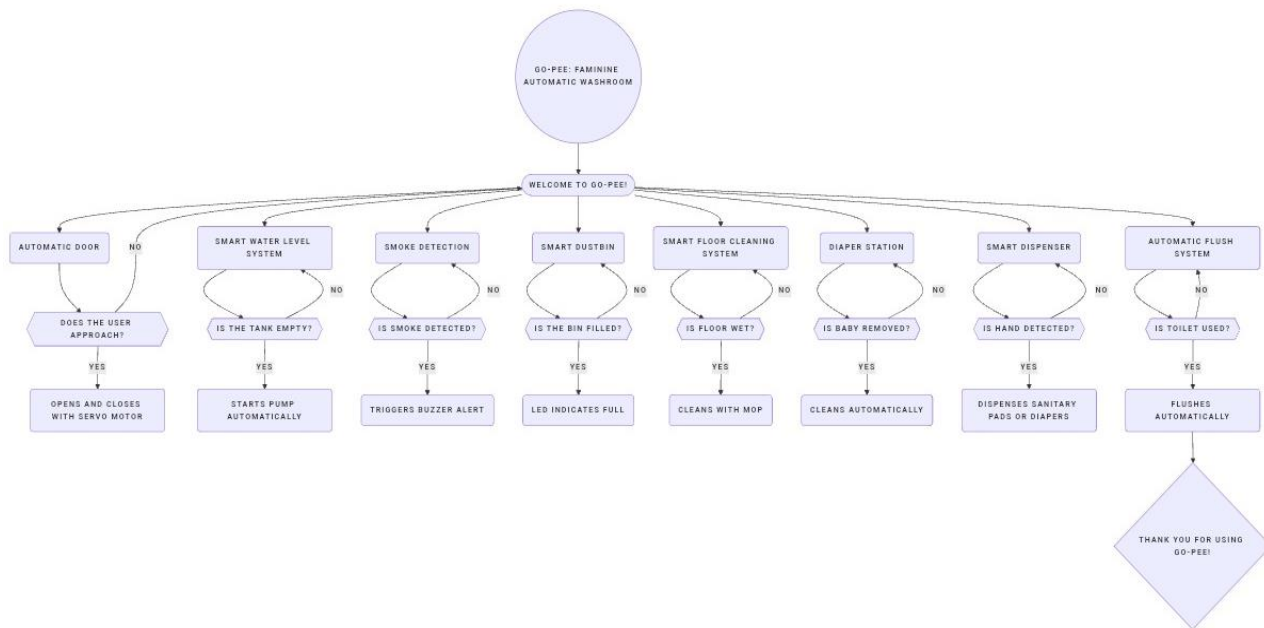 GO-PEE: FAMININE
AUTOMATIC WASHROOM
WELCOME TO GO-PEE!
AUTOMATIC DOOR
NO
SMART WATER LEVEL
SYSTEM
SMOKE DETECTION
SMART DUSTBIN
SMART FLOOR CLEANING
SYSTEM
DIAPER STATION
SMART DISPENSER
AUTOMATIC FLUSH
SYSTEM
NO
NO
NO
NO
NO
NO
NO
DOES THE USER
APPROACH?
IS THE TANK EMPTY?
IS SMOKE DETECTED?
IS THE BIN FILLED?
IS FLOOR WET?
IS BABY REMOVED?
IS HAND DETECTED?
IS TOILET USED?
YES
YES
YES
YES
YES
YES
YES
YES
OPENS AND CLOSES
WITH SERVO MOTOR
STARTS PUMP
AUTOMATICALLY
TRIGGERS BUZZER ALERT
LED INDICATES FULL
CLEANS WITH MOP
CLEANS AUTOMATICALLY
DISPENSES SANITARY
PADS OR DIAPERS
FLUSHES
AUTOMATICALLY
THANK YOU FOR USING
GO-PEE!